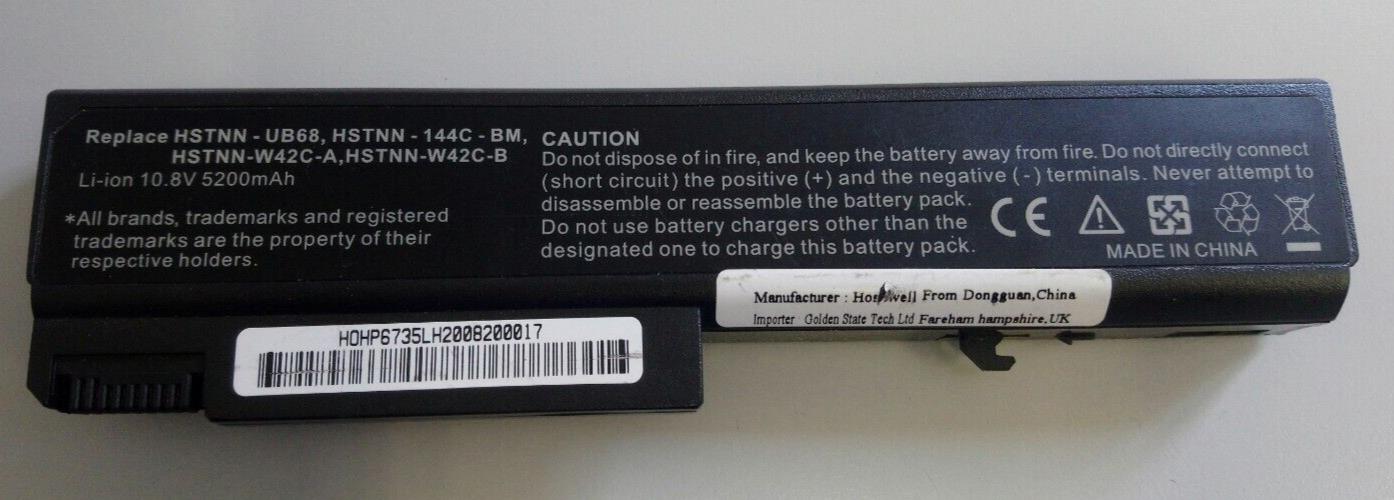 Replace HSTNN - UB68, HSTNN - 144C - BM,
HSTNN-W42C-A,HSTNN-W42C-B
Li-ion 10.8V 5200mAh
*All brands, trademarks and registered
trademarks are the property of their
respective holders.
CAUTION
Do not dispose of in fire, and keep the battery away from fire. Do not directly connect
(short circuit) the positive (+) and the negative (-) terminals. Never attempt to
disassemble or reassemble the battery pack.
Do not use battery chargers other than the
designated one to charge this battery pack.
CE
MADE IN CHINA
Manufacturer : From Dongguan,China
Importer Golden State Tech Ltd Fareham hampshire,UK
HOHP6735LH2008200017